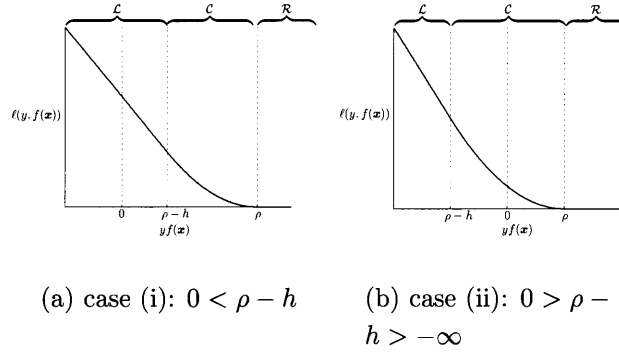 𝓛 𝓒 𝓡
ℓ(y, f(𝒙))
0 ρ − h ρ
yf(𝒙)
(a) case (i): 0 < ρ − h
𝓛 𝓒 𝓡
ℓ(y, f(𝒙))
ρ − h 0 ρ
yf(𝒙)
(b) case (ii): 0 > ρ −
h > −∞